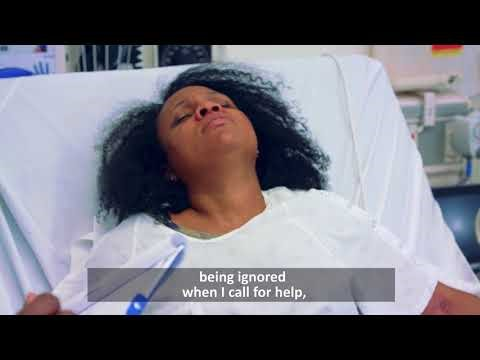 being ignored
when I call for help,